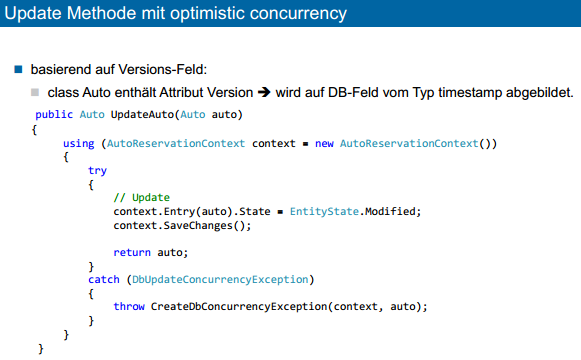 Update Methode mit optimistic concurrency
basierend auf Versions-Feld:
class Auto enthält Attribut Version ➔ wird auf DB-Feld vom Typ timestamp abgebildet.
public Auto UpdateAuto(Auto auto)
{
using (AutoReservationContext context = new AutoReservationContext())
{
try
{
// Update
context.Entry(auto).State = EntityState.Modified;
context.SaveChanges();
return auto;
}
catch (DbUpdateConcurrencyException)
{
throw CreateDbConcurrencyException(context, auto);
}
}
}